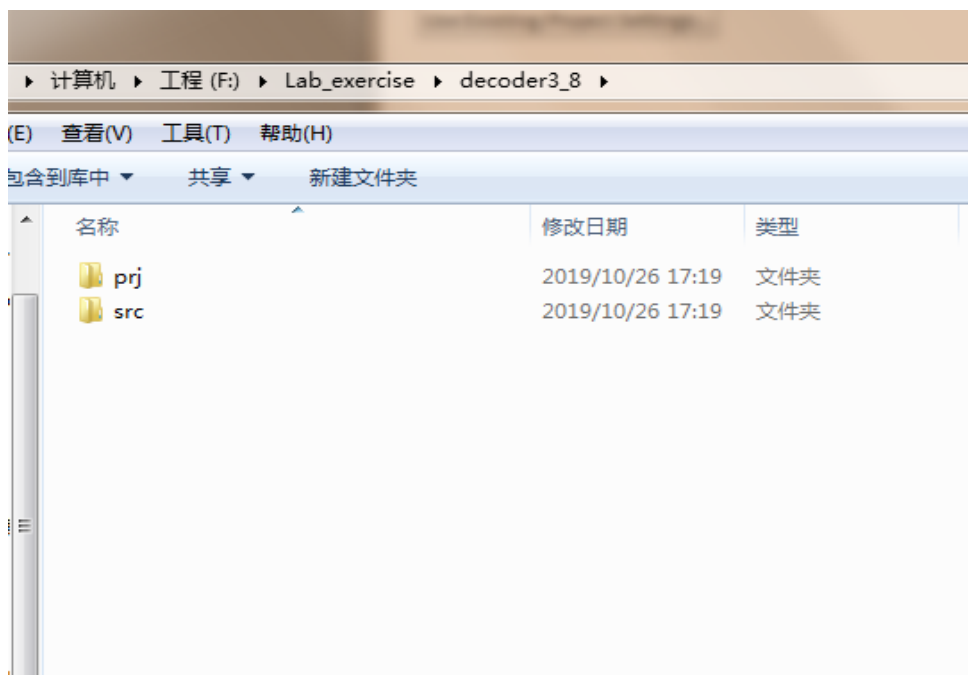 计算机 工程 (F:) Lab_exercise decoder3_8
(E) 查看(V) 工具(T) 帮助(H)
包含到库中 共享 新建文件夹
名称 修改日期 类型
prj 2019/10/26 17:19 文件夹
src 2019/10/26 17:19 文件夹